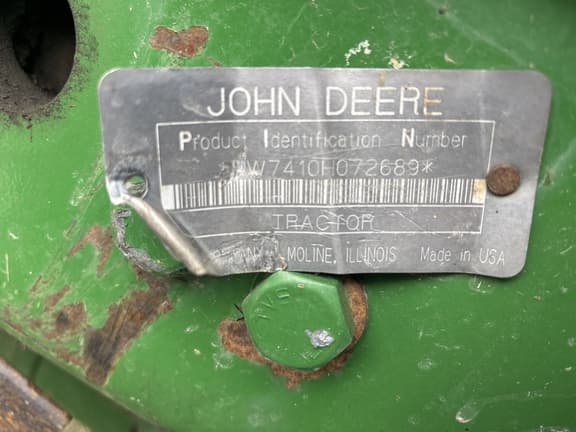 JOHN DEERE
Product Identification Number
*RW7410H072689*
TRACTOR
MOLINE, ILLINOIS Made in USA